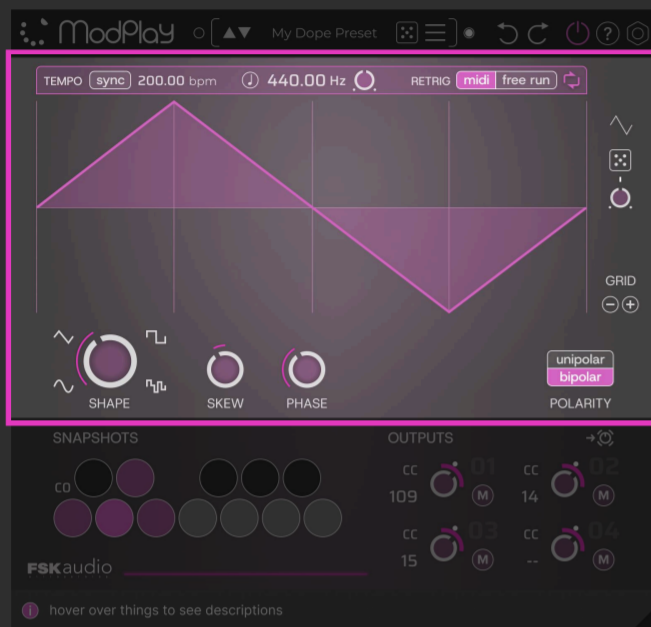 ModPlay My Dope Preset ?
TEMPO sync 200.00 bpm 440.00 Hz RETRIG midi free run
GRID
unipolar
bipolar
SHAPE SKEW PHASE POLARITY
SNAPSHOTS OUTPUTS
C0
CC 109 M 01
CC 14 M 02
CC 15 M 03
CC -- M 04
FSKaudio
i hover over things to see descriptions